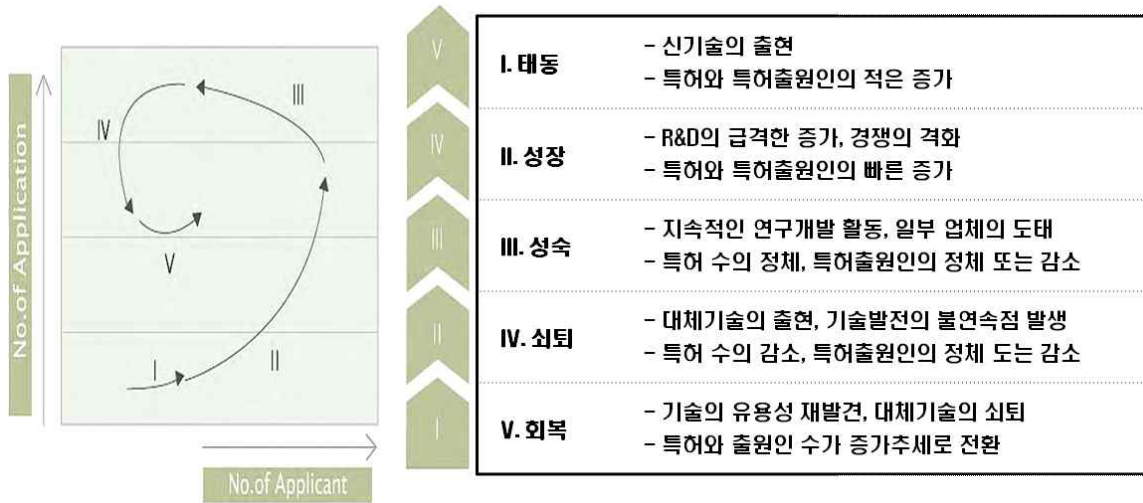 No.of Application
No.of Applicant
I
II
III
IV
V
V
IV
III
II
I
I. 태동
- 신기술의 출현
- 특허와 특허출원인의 적은 증가
II. 성장
- R&D의 급격한 증가, 경쟁의 격화
- 특허와 특허출원인의 빠른 증가
III. 성숙
- 지속적인 연구개발 활동, 일부 업체의 도태
- 특허 수의 정체, 특허출원인의 정체 또는 감소
IV. 쇠퇴
- 대체기술의 출현, 기술발전의 불연속점 발생
- 특허 수의 감소, 특허출원인의 정체 도는 감소
V. 회복
- 기술의 유용성 재발견, 대체기술의 쇠퇴
- 특허와 출원인 수가 증가추세로 전환